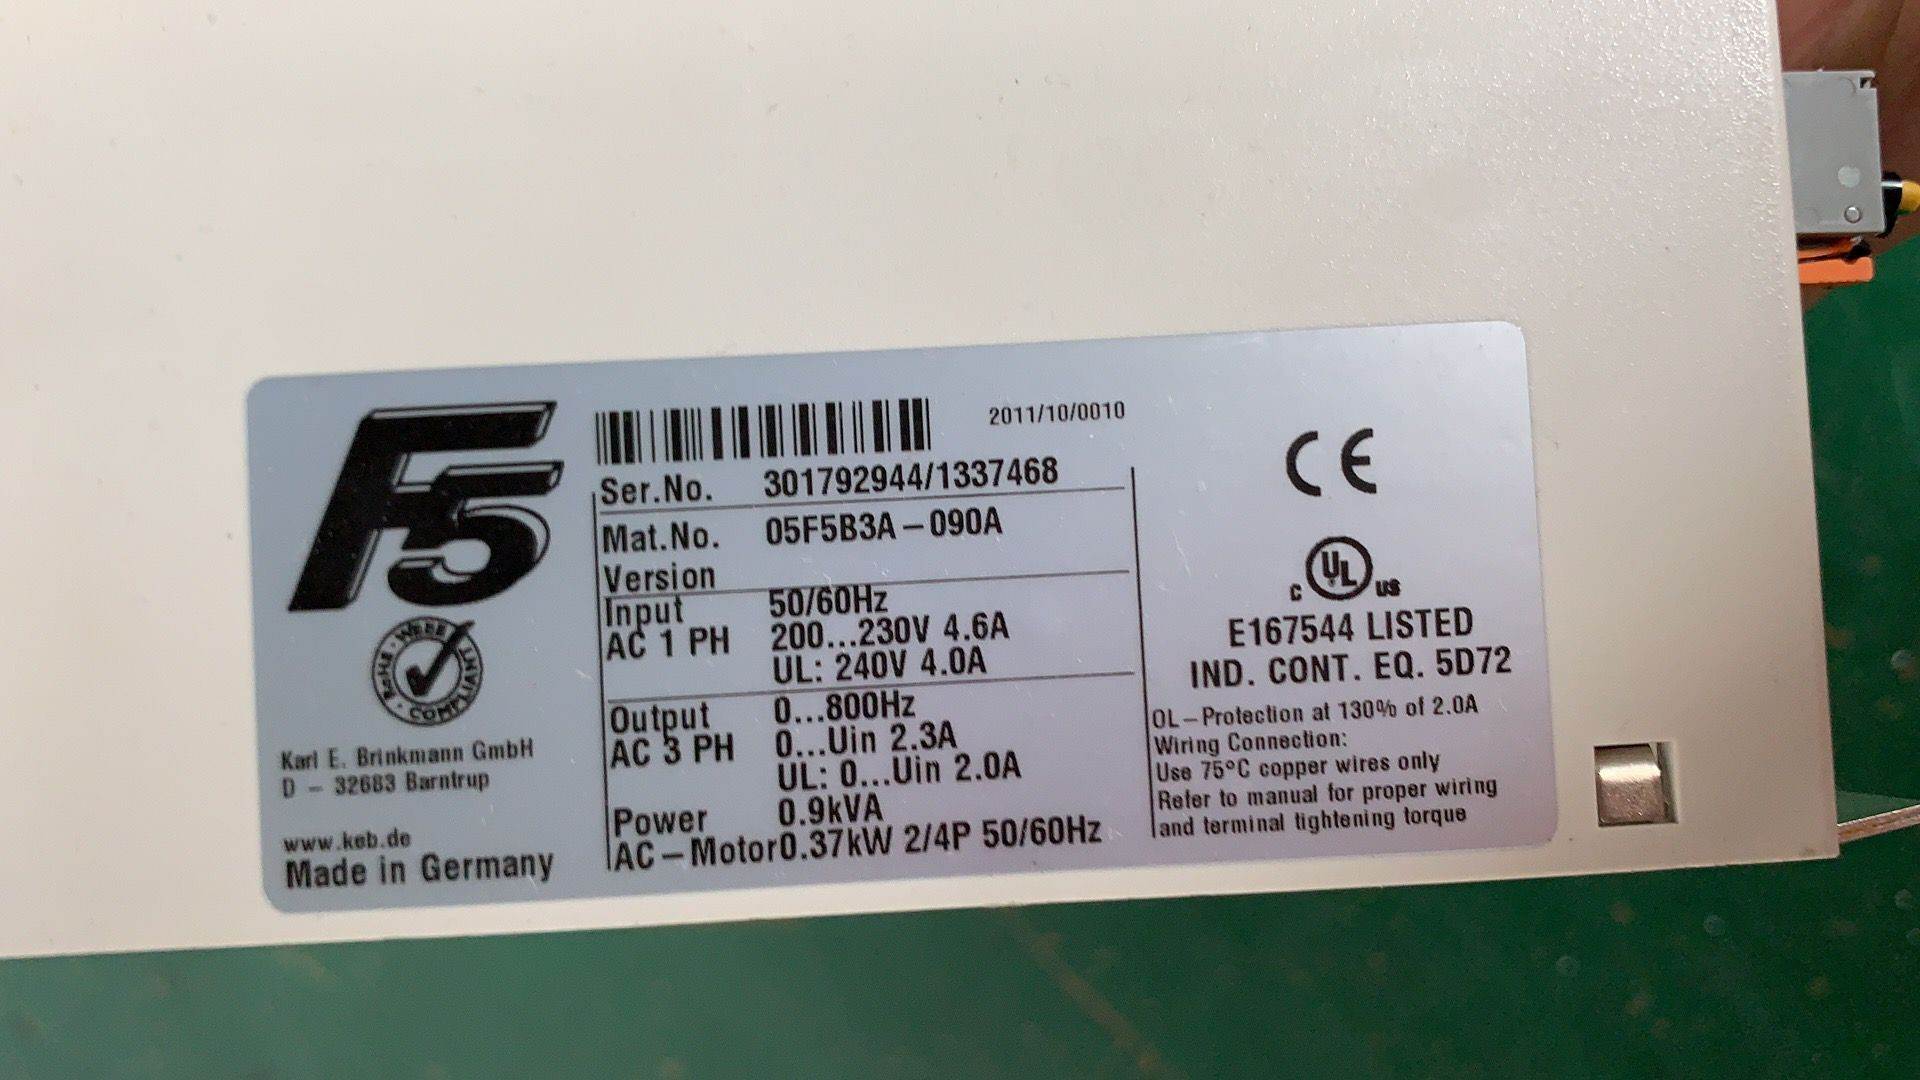 F5
RoHS · WEEE · COMPLIANT
Karl E. Brinkmann GmbH
D – 32683 Barntrup
www.keb.de
Made in Germany
2011/10/0010
Ser.No. 301792944/1337468
Mat.No. 05F5B3A – 090A
Version
Input 50/60Hz
AC 1 PH 200...230V 4.6A
UL: 240V 4.0A
Output 0...800Hz
AC 3 PH 0...Uin 2.3A
UL: 0...Uin 2.0A
Power 0.9kVA
AC – Motor 0.37kW 2/4P 50/60Hz
CE
C UL US
E167544 LISTED
IND. CONT. EQ. 5D72
OL – Protection at 130% of 2.0A
Wiring Connection:
Use 75°C copper wires only
Refer to manual for proper wiring
and terminal tightening torque